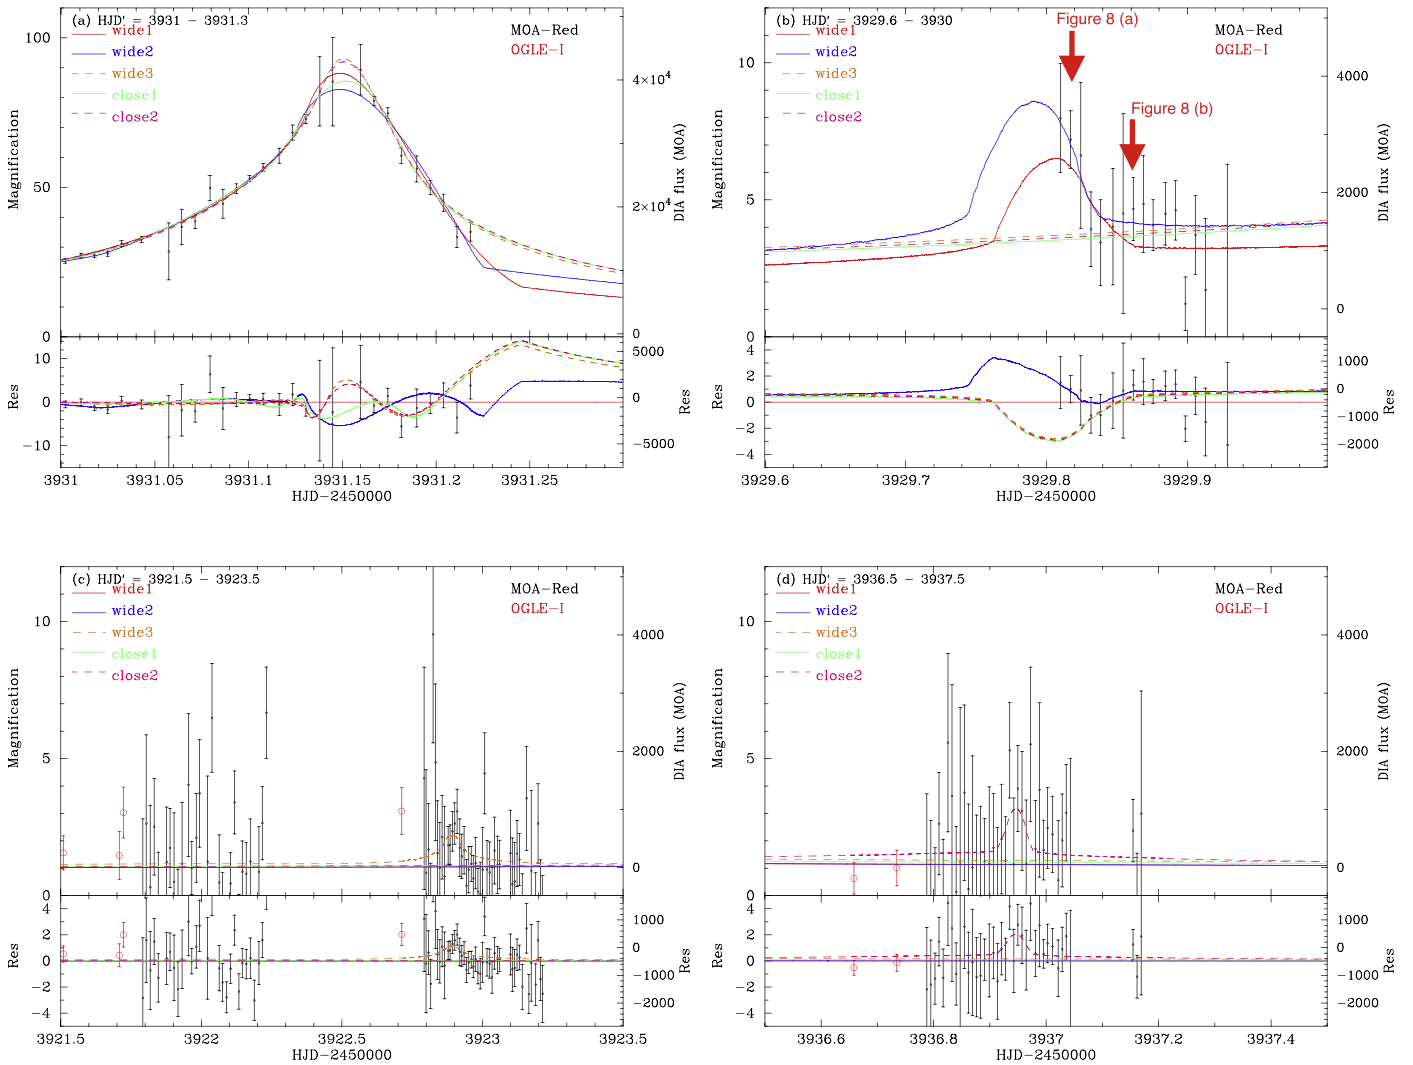 (a) HJD' = 3931 − 3931.3
wide1
wide2
wide3
close1
close2
MOA−Red
OGLE−I
100
50
0
Magnification
4×10⁴
2×10⁴
0
DIA flux (MOA)
10
0
−10
Res
5000
0
−5000
Res
3931
3931.05
3931.1
3931.15
3931.2
3931.25
HJD−2450000
(b) HJD' = 3929.6 − 3930
wide1
wide2
wide3
close1
close2
Figure 8 (a)
MOA−Red
OGLE−I
Figure 8 (b)
10
5
0
Magnification
4000
2000
0
DIA flux (MOA)
4
2
0
−2
−4
Res
1000
0
−1000
−2000
Res
3929.6
3929.7
3929.8
3929.9
HJD−2450000
(c) HJD' = 3921.5 − 3923.5
wide1
wide2
wide3
close1
close2
MOA−Red
OGLE−I
10
5
0
Magnification
4000
2000
0
DIA flux (MOA)
4
2
0
−2
−4
Res
1000
0
−1000
−2000
Res
3921.5
3922
3922.5
3923
3923.5
HJD−2450000
(d) HJD' = 3936.5 − 3937.5
wide1
wide2
wide3
close1
close2
MOA−Red
OGLE−I
10
5
0
Magnification
4000
2000
0
DIA flux (MOA)
4
2
0
−2
−4
Res
1000
0
−1000
−2000
Res
3936.6
3936.8
3937
3937.2
3937.4
HJD−2450000